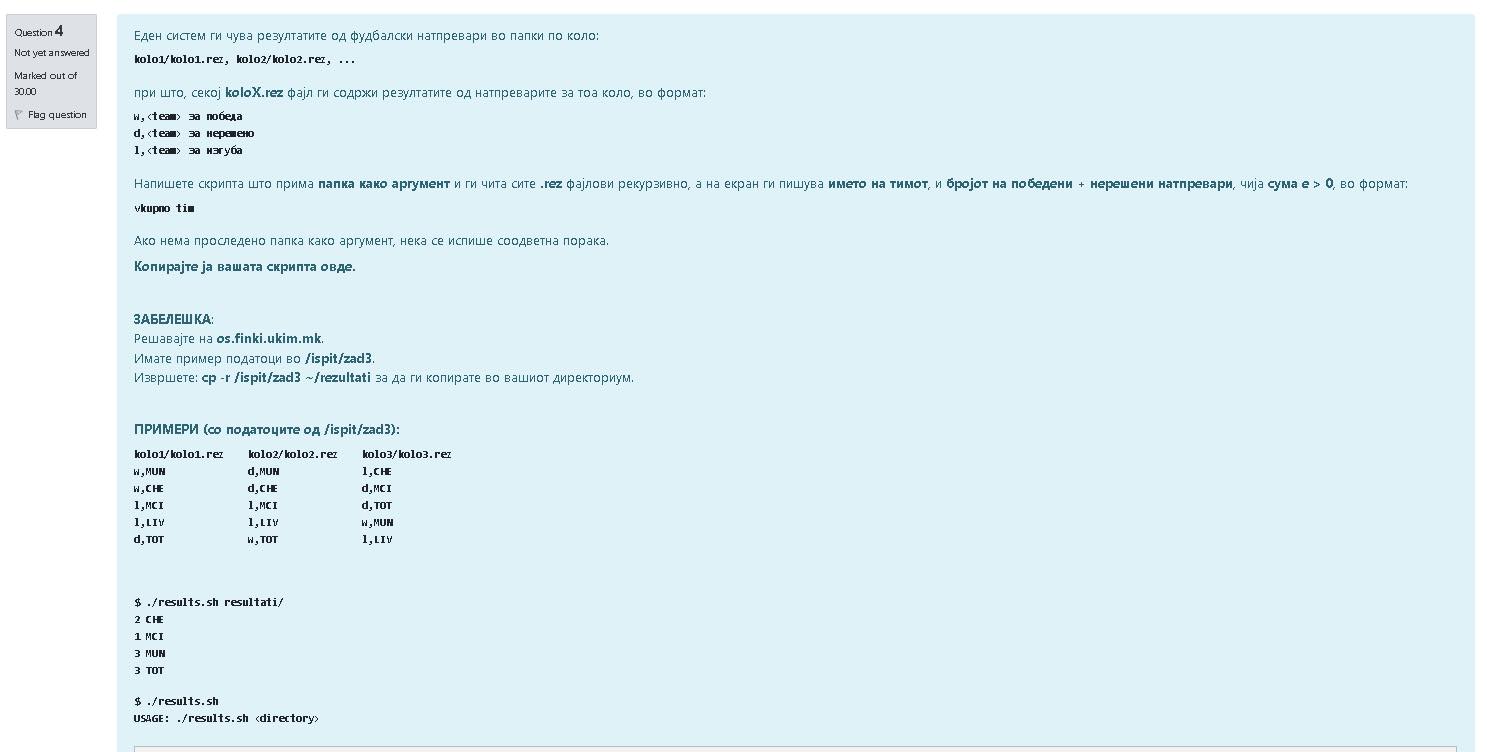 Question 4
Not yet answered
Marked out of
30.00
Flag question
Еден систем ги чува резултатите од фудбалски натпревари во папки по коло:
kolo1/kolo1.rez, kolo2/kolo2.rez, ...
при што, секој koloX.rez фајл ги содржи резултатите од натпреварите за тоа коло, во формат:
w,<team> за победа
d,<team> за нерешено
l,<team> за изгуба
Напишете скрипта што прима папка како аргумент и ги чита сите .rez фајлови рекурзивно, а на екран ги пишува името на тимот, и бројот на победени + нерешени натпревари, чија сума е > 0, во формат:
vkupno tim
Ако нема проследено папка како аргумент, нека се испише соодветна порака.
Копирајте ја вашата скрипта овде.
ЗАБЕЛЕШКА:
Решавајте на os.finki.ukim.mk.
Имате пример податоци во /ispit/zad3.
Извршете: cp -r /ispit/zad3 ~/rezultati за да ги копирате во вашиот директориум.
ПРИМЕРИ (со податоците од /ispit/zad3):
kolo1/kolo1.rez kolo2/kolo2.rez kolo3/kolo3.rez
w,MUN d,MUN l,CHE
w,CHE d,CHE d,MCI
l,MCI l,MCI d,TOT
l,LIV l,LIV w,MUN
d,TOT w,TOT l,LIV
$ ./results.sh resultati/
2 CHE
1 MCI
3 MUN
3 TOT
$ ./results.sh
USAGE: ./results.sh <directory>